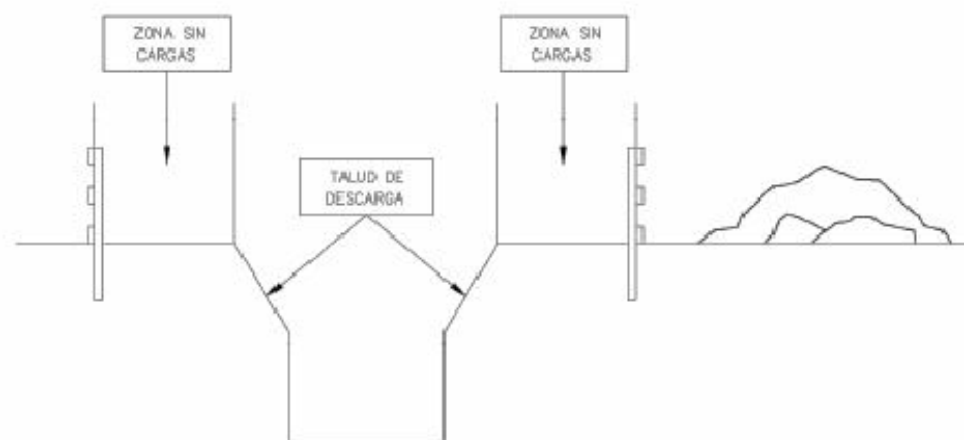 ZONA SIN
CARGAS
ZONA SIN
CARGAS
TALUD DE
DESCARGA